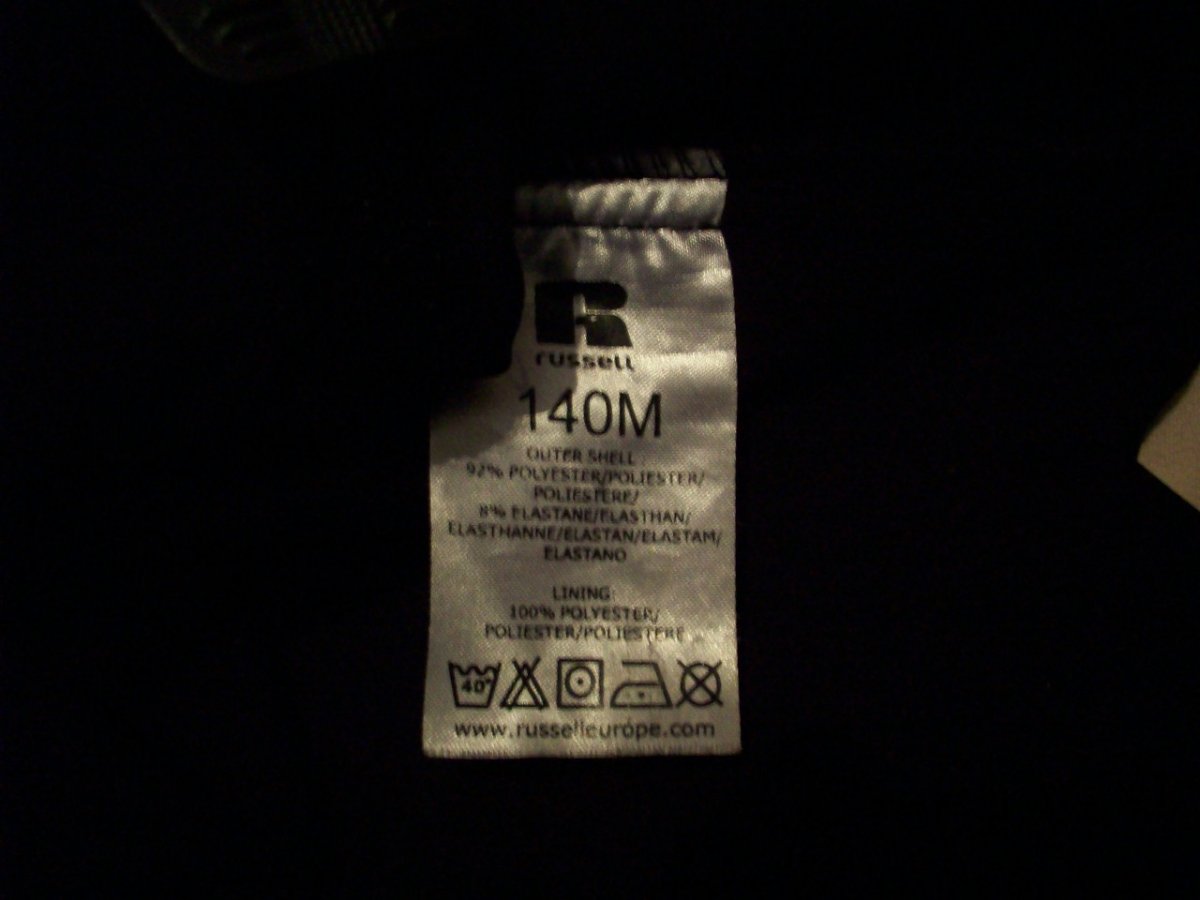 R
russell
140M
OUTER SHELL
92% POLYESTER/POLIESTER/
POLIESTERE/
8% ELASTANE/ELASTHAN/
ELASTHANNE/ELASTAN/ELASTAM/
ELASTANO
LINING:
100% POLYESTER/
POLIESTER/POLIESTERE
40°
www.russelleurope.com